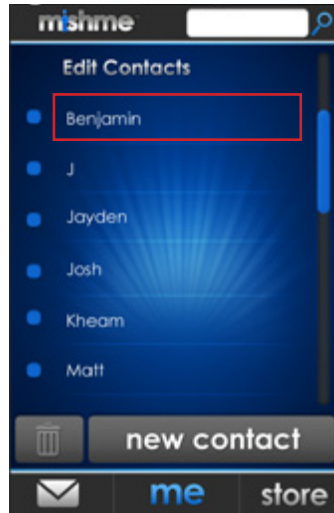 mishme
Edit Contacts
Benjamin
J
Jayden
Josh
Kheam
Matt
new contact
me
store